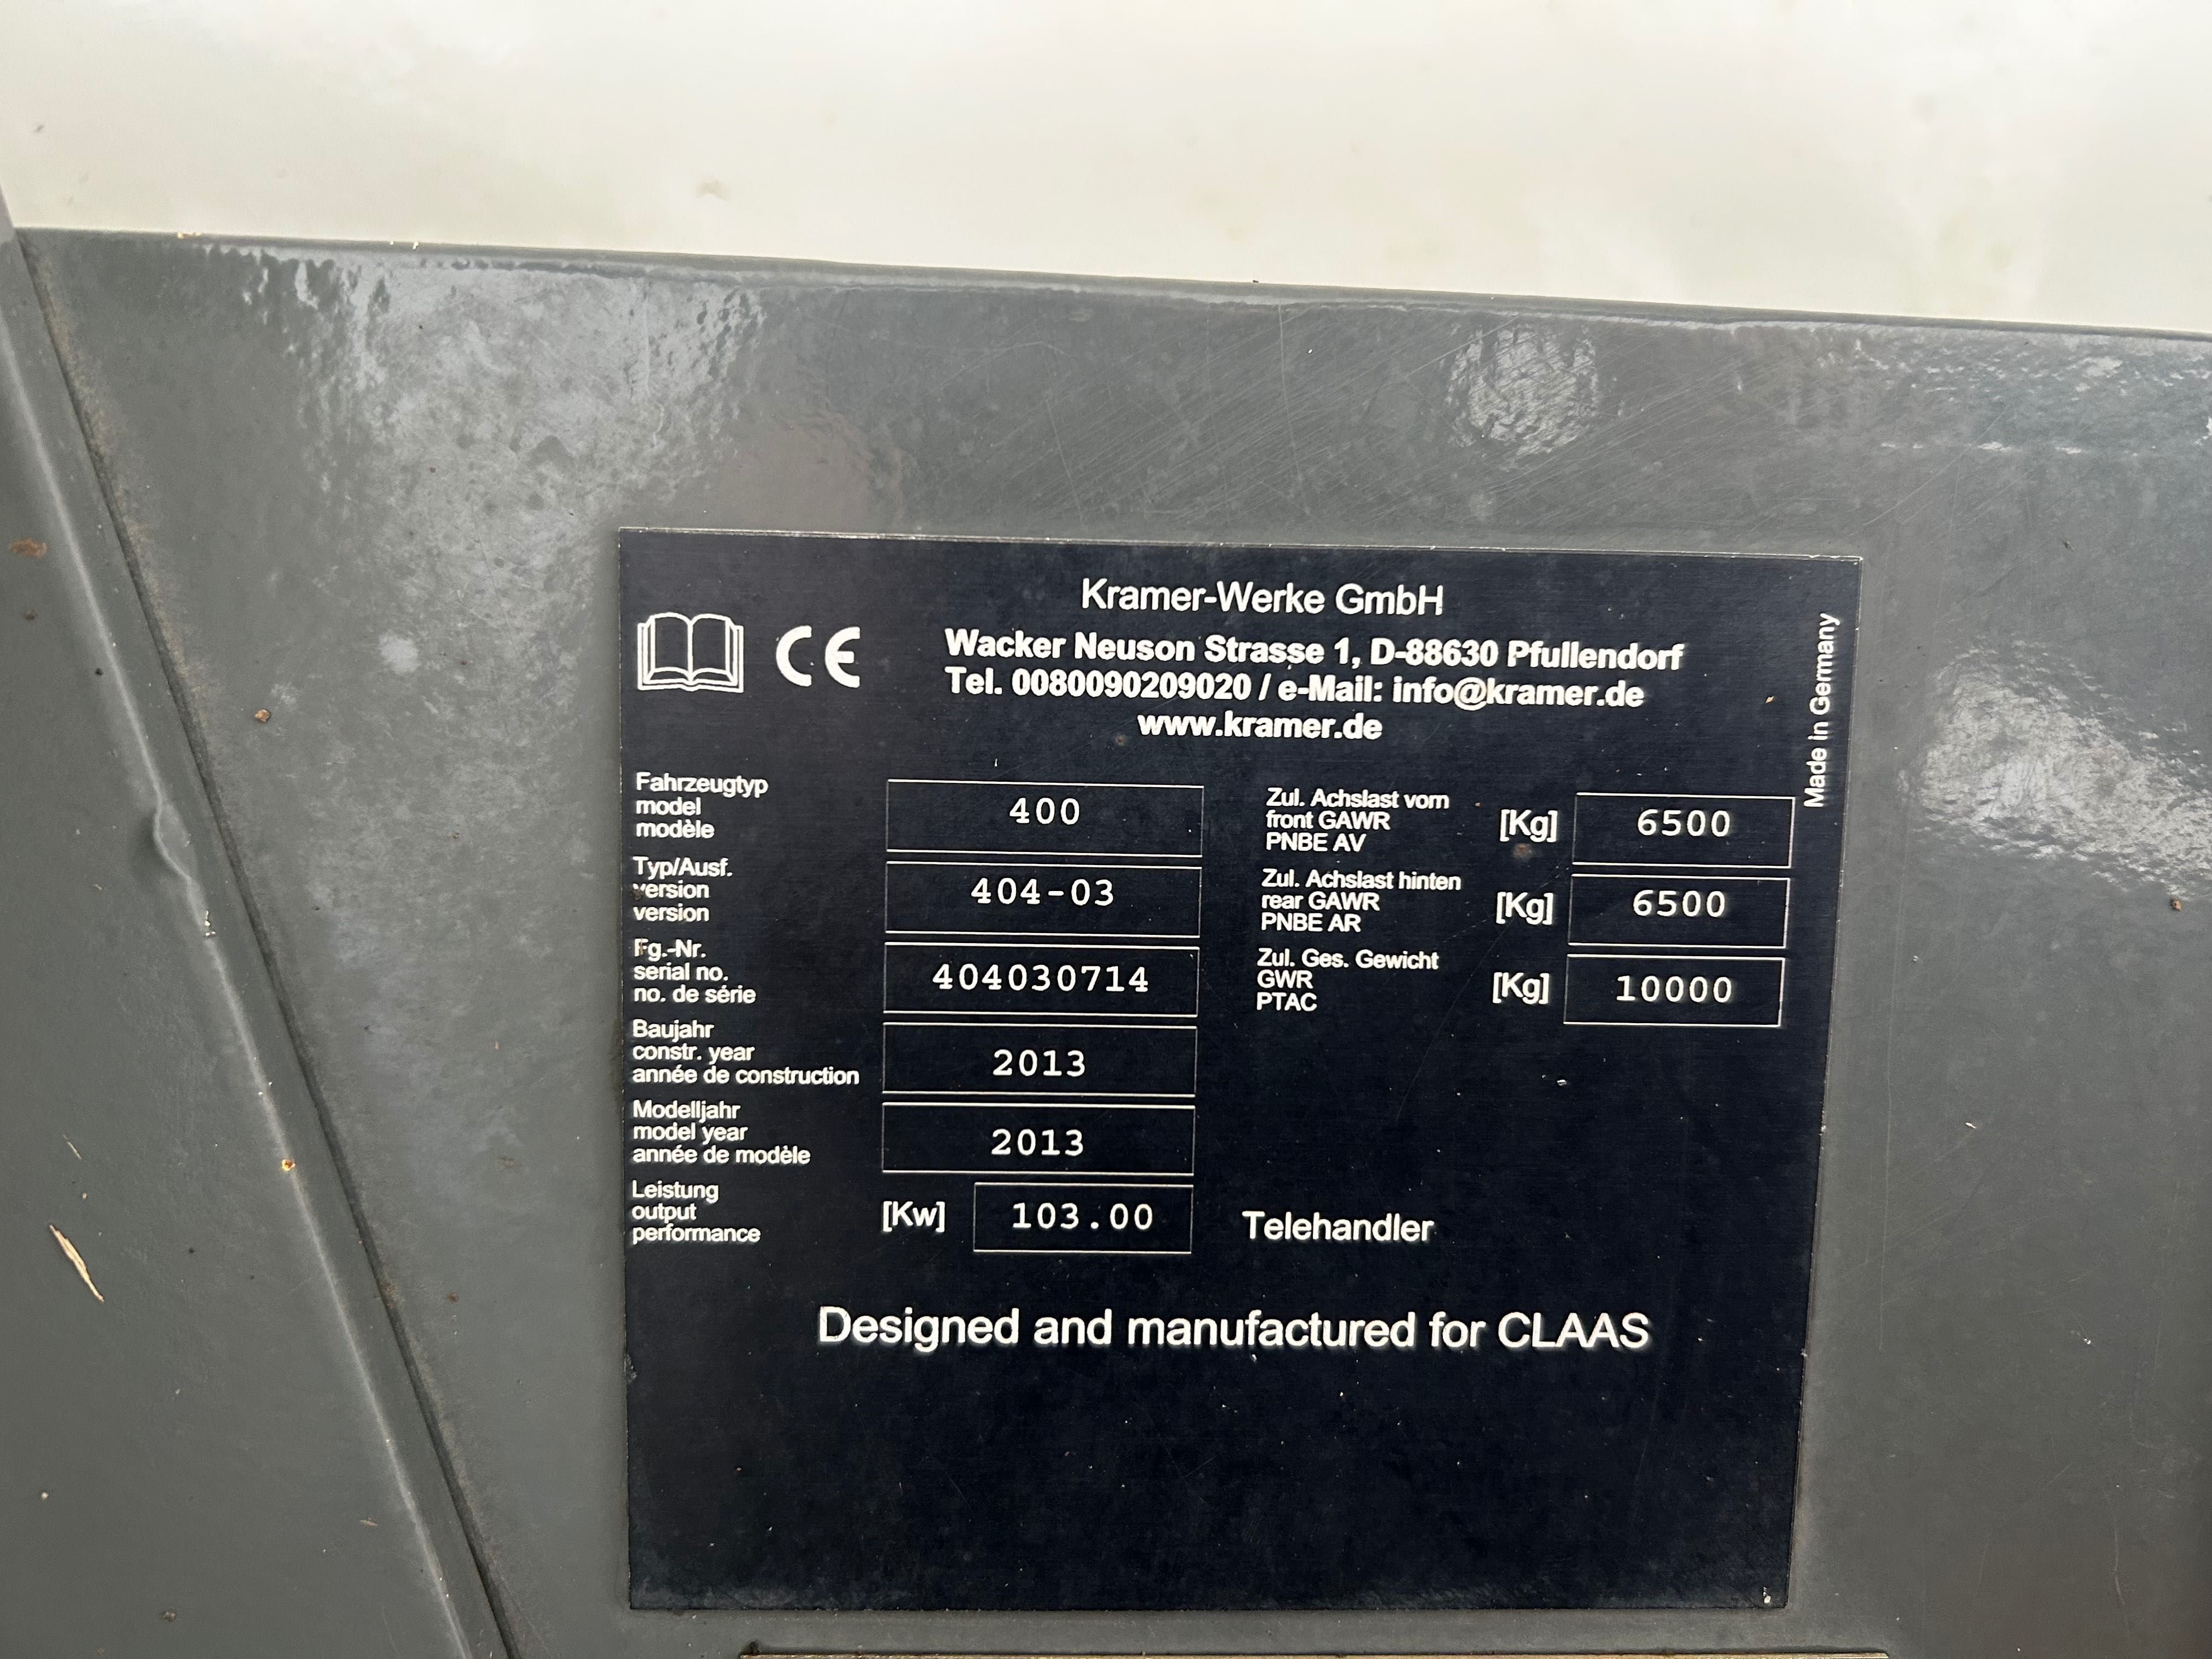 Kramer-Werke GmbH
CE
Wacker Neuson Strasse 1, D-88630 Pfullendorf
Tel. 0080090209020 / e-Mail: info@kramer.de
www.kramer.de
Made in Germany
Fahrzeugtyp
model
modèle
400
Typ/Ausf.
version
version
404-03
Fg.-Nr.
serial no.
no. de série
404030714
Baujahr
constr. year
année de construction
2013
Modelljahr
model year
année de modèle
2013
Leistung
output
performance
[Kw] 103.00
Zul. Achslast vorn
front GAWR
PNBE AV
[Kg] 6500
Zul. Achslast hinten
rear GAWR
PNBE AR
[Kg] 6500
Zul. Ges. Gewicht
GWR
PTAC
[Kg] 10000
Telehandler
Designed and manufactured for CLAAS